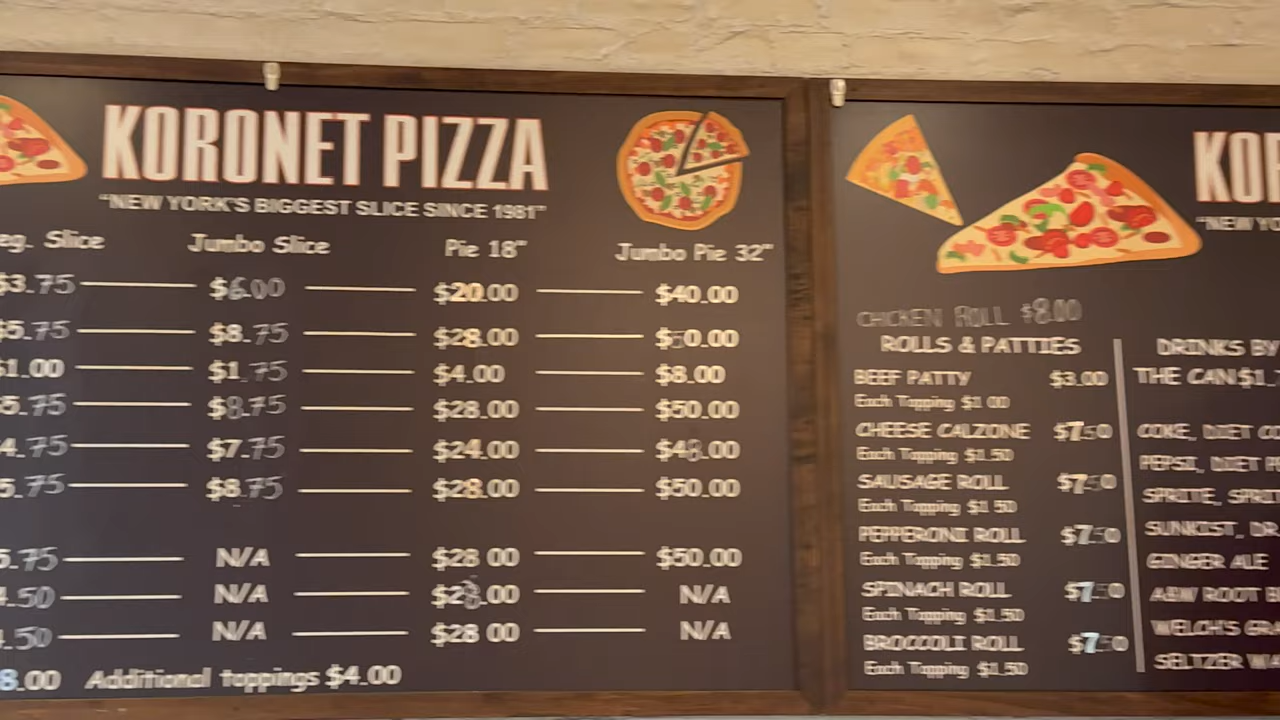 KORONET PIZZA
"NEW YORK'S BIGGEST SLICE SINCE 1981"
eg. Slice Jumbo Slice Pie 18" Jumbo Pie 32"
$3.75 $6.00 $20.00 $40.00
$5.75 $8.75 $28.00 $50.00
$1.00 $1.75 $4.00 $8.00
5.75 $8.75 $28.00 $50.00
4.75 $7.75 $24.00 $48.00
5.75 $8.75 $28.00 $50.00
5.75 N/A $28 00 $50.00
.50 N/A $28.00 N/A
.50 N/A $28 00 N/A
8.00 Additional toppings $4.00
KOR
"NEW YO
CHICKEN ROLL $8.00
ROLLS & PATTIES
BEEF PATTY $3.00
Each Topping $1 00
CHEESE CALZONE $7.50
Each Topping $1.50
SAUSAGE ROLL $7.50
Each Topping $1 50
PEPPERONI ROLL $7.50
Each Topping $1.50
SPINACH ROLL $7.50
Each Topping $1.50
BROCCOLI ROLL $7.50
Each Topping $1.50
DRINKS BY
THE CAN $1.
COKE, DIET CO
PEPSI, DIET P
SPRITE, SPRI
SUNKIST, DR.
GINGER ALE
A&W ROOT B
WELCH'S GRA
SELTZER WA